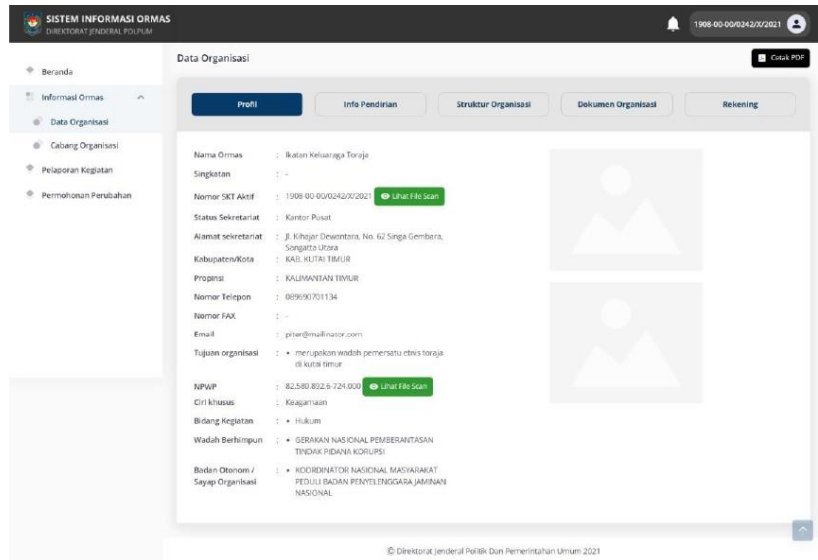 SISTEM INFORMASI ORMAS
DIREKTORAT JENDERAL POLPUM
1908-00-00/0242/X/2021
Beranda
Informasi Ormas
Data Organisasi
Cabang Organisasi
Pelaporan Kegiatan
Permohonan Perubahan
Data Organisasi
Cetak PDF
Profil
Info Pendirian
Struktur Organisasi
Dokumen Organisasi
Rekening
Nama Ormas : Ikatan Keluarga Toraja
Singkatan : -
Nomor SKT Aktif : 1908-00-00/0242/X/2021 Lihat File Scan
Status Sekretariat : Kantor Pusat
Alamat sekretariat : Jl. Kihajar Dewantara, No. 62 Singa Gembara,
Sangatta Utara
Kabupaten/Kota : KAB. KUTAI TIMUR
Propinsi : KALIMANTAN TIMUR
Nomor Telepon : 089690701134
Nomor FAX : -
Email : piter@mailinator.com
Tujuan organisasi : • merupakan wadah pemersatu etnis toraja
di kutai timur
NPWP : 82.580.892.6-724.000 Lihat File Scan
Ciri khusus : Keagamaan
Bidang Kegiatan : • Hukum
Wadah Berhimpun : • GERAKAN NASIONAL PEMBERANTASAN
TINDAK PIDANA KORUPSI
Badan Otonom / : • KOORDINATOR NASIONAL MASYARAKAT
Sayap Organisasi PEDULI BADAN PENYELENGGARA JAMINAN
NASIONAL
© Direktorat Jenderal Politik Dan Pemerintahan Umum 2021